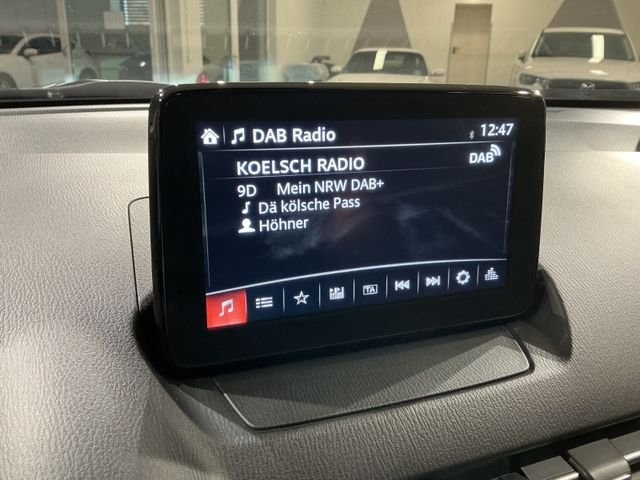 DAB Radio 12:47
KOELSCH RADIO DAB
9D Mein NRW DAB+
Dä kölsche Pass
Höhner
TA